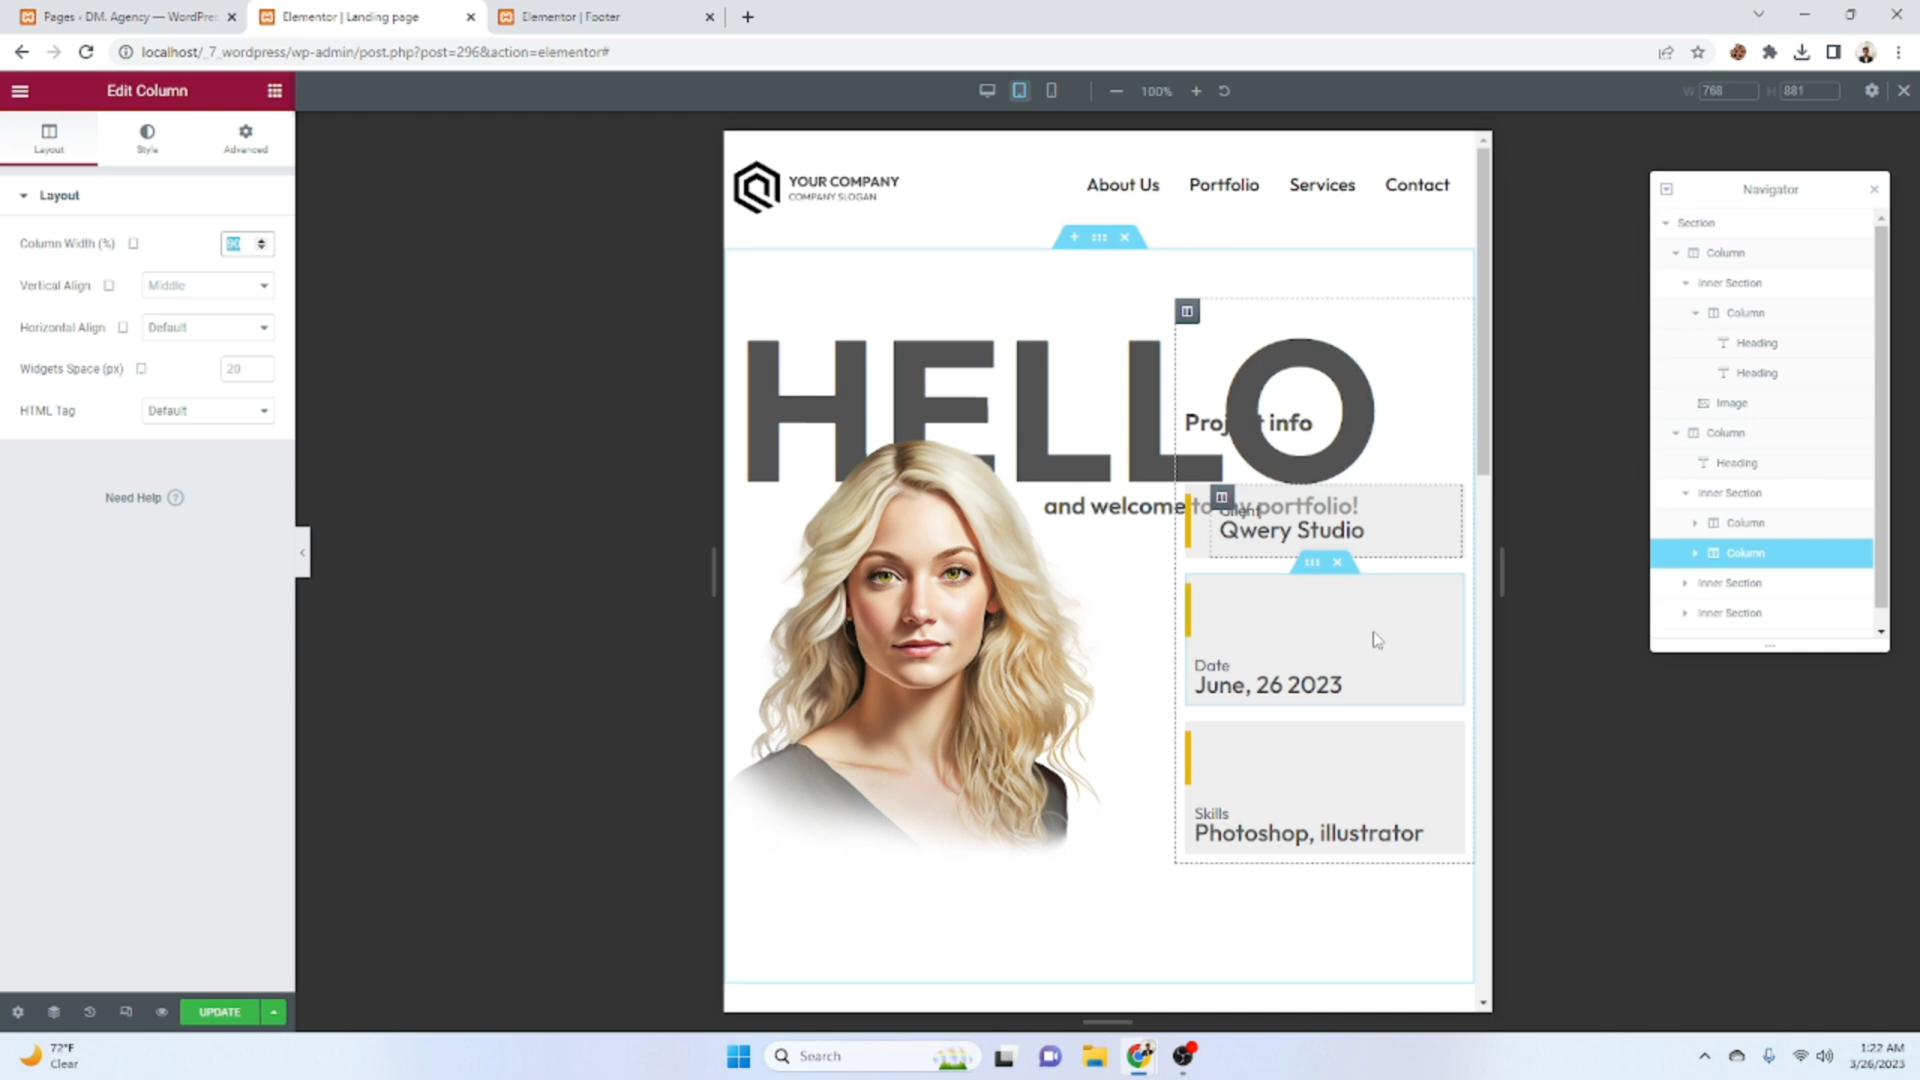 Pages ‹ DM. Agency — WordPre
Elementor | Landing page
Elementor | Footer
localhost/_7_wordpress/wp-admin/post.php?post=296&action=elementor#
Edit Column
100%
W 768
H 881
Layout
Style
Advanced
Layout
Column Width (%)
90
Vertical Align
Middle
Horizontal Align
Default
Widgets Space (px)
20
HTML Tag
Default
Need Help ?
UPDATE
YOUR COMPANY
COMPANY SLOGAN
About Us
Portfolio
Services
Contact
HELLO
Project info
and welcome to my portfolio!
Client
Qwery Studio
Date
June, 26 2023
Skills
Photoshop, illustrator
Navigator
Section
Column
Inner Section
Column
Heading
Heading
Image
Column
Heading
Inner Section
Column
Column
Inner Section
Inner Section
72°F
Clear
Search
1:22 AM
3/26/2023